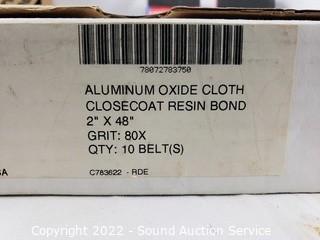 78072783750
ALUMINUM OXIDE CLOTH
CLOSECOAT RESIN BOND
2" X 48"
GRIT: 80X
QTY: 10 BELT(S)
SA
C783622 - RDE
Copyright 2022 - Sound Auction Service